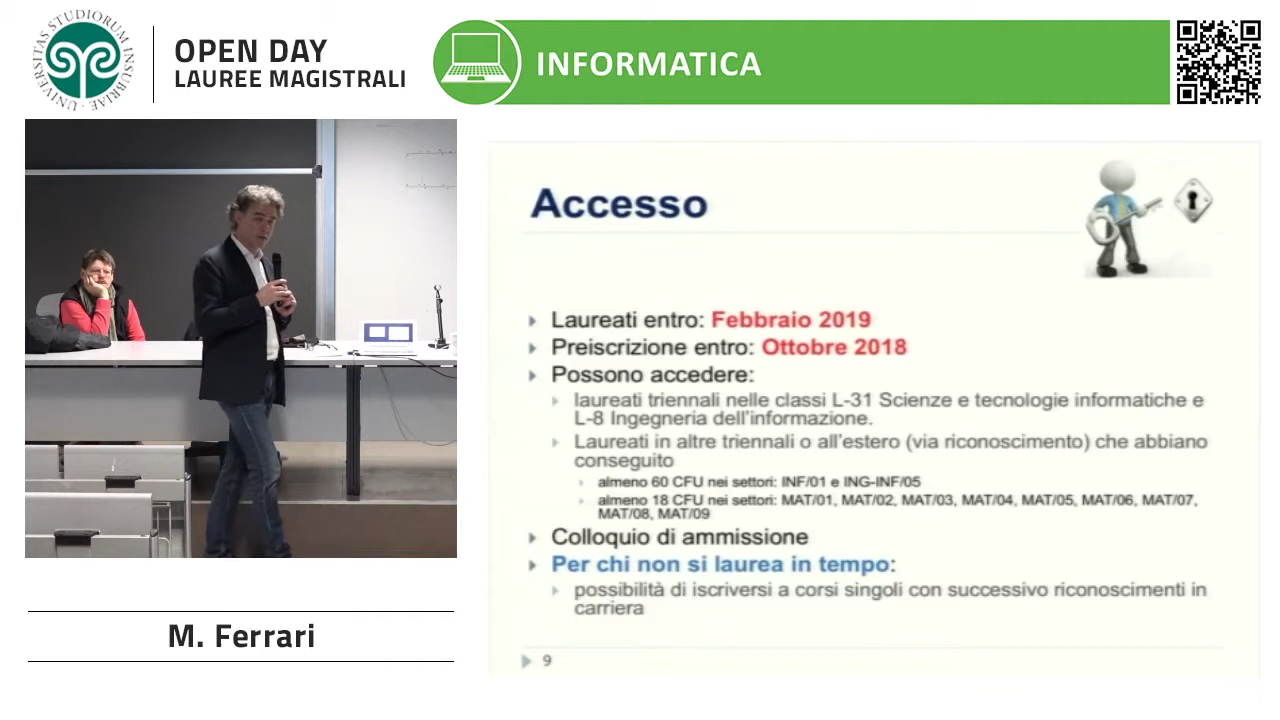 UNIVERSITAS STUDIORUM INSUBRIAE
OPEN DAY
LAUREE MAGISTRALI
INFORMATICA
Accesso
Laureati entro: Febbraio 2019
Preiscrizione entro: Ottobre 2018
Possono accedere:
laureati triennali nelle classi L-31 Scienze e tecnologie informatiche e
L-8 Ingegneria dell'informazione.
Laureati in altre triennali o all'estero (via riconoscimento) che abbiano
conseguito
almeno 60 CFU nei settori: INF/01 e ING-INF/05
almeno 18 CFU nei settori: MAT/01, MAT/02, MAT/03, MAT/04, MAT/05, MAT/06, MAT/07,
MAT/08, MAT/09
Colloquio di ammissione
Per chi non si laurea in tempo:
possibilità di iscriversi a corsi singoli con successivo riconoscimenti in
carriera
9
M. Ferrari